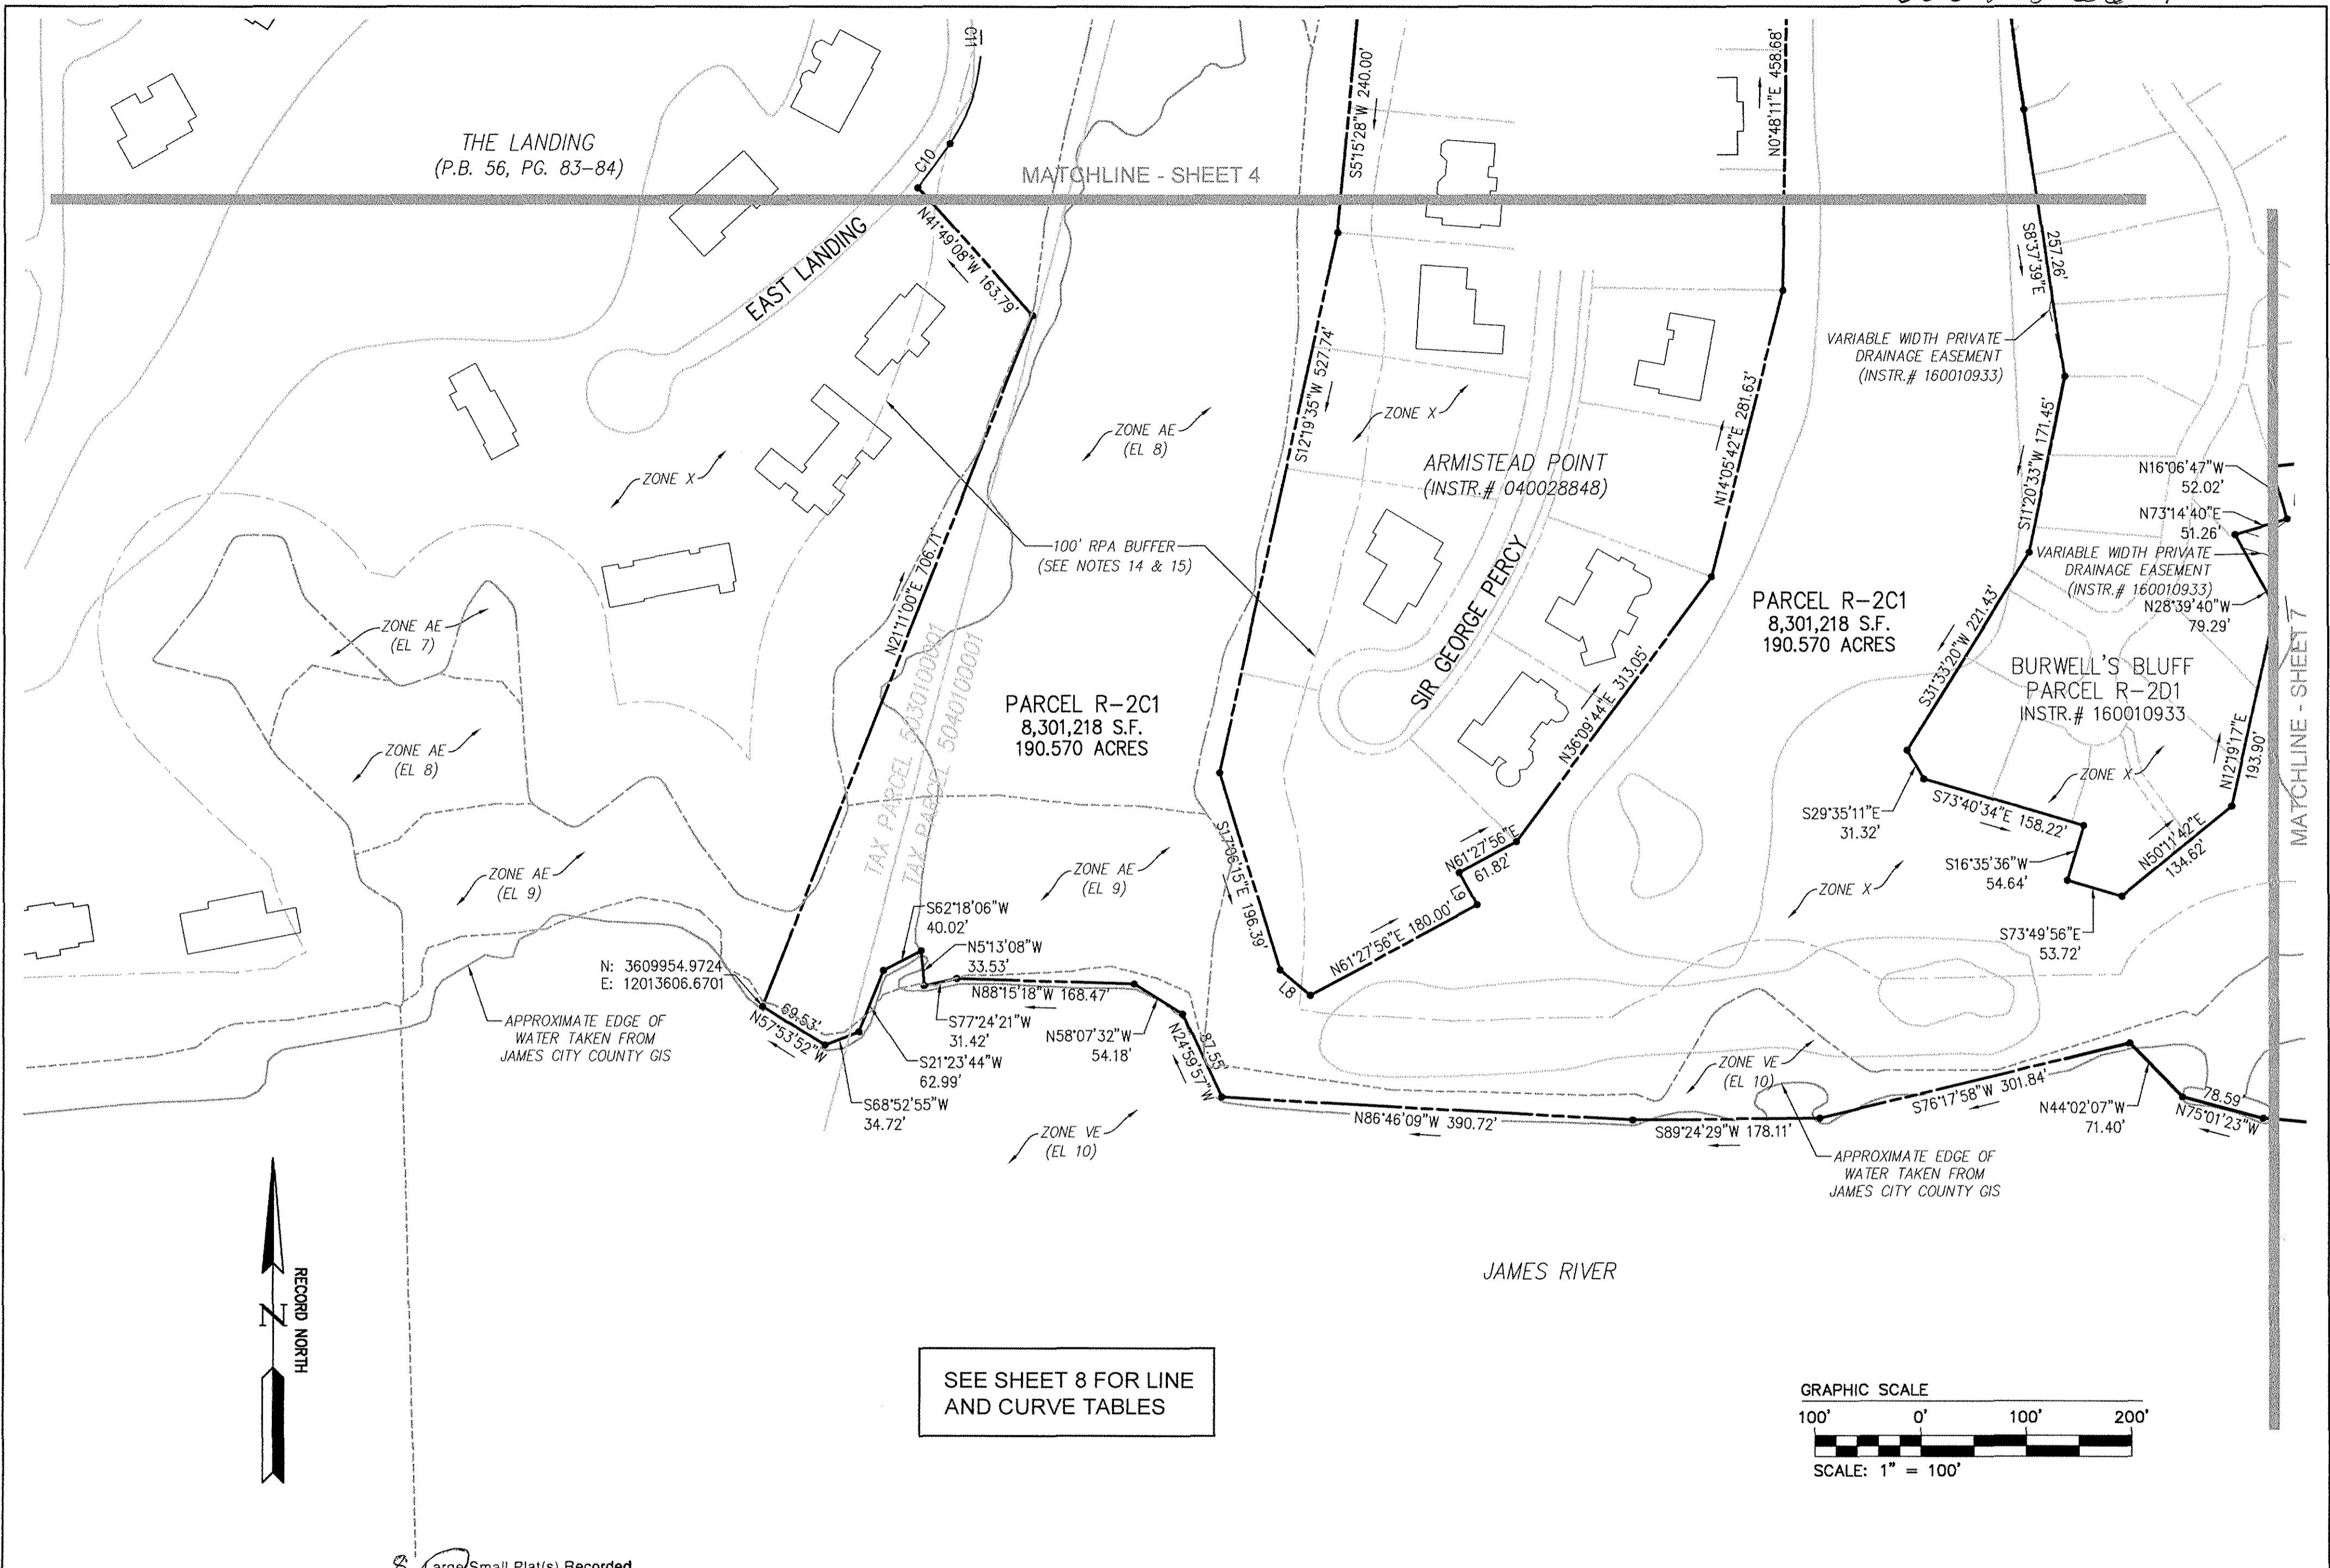 C11
THE LANDING
(P.B. 56, PG. 83-84)
C10
MATCHLINE - SHEET 4
S5°15'28"W 240.00'
N0°48'11"E 458.68'
N41°49'08"W 163.79'
EAST LANDING
S8°37'39"E
257.26'
VARIABLE WIDTH PRIVATE
DRAINAGE EASEMENT
(INSTR.# 160010933)
S12°19'35"W 527.74'
ZONE X
ZONE AE
(EL 8)
N14°05'42"E 281.63'
S11°20'33"W 171.45'
ARMISTEAD POINT
(INSTR.# 040028848)
ZONE X
N16°06'47"W
52.02'
N73°14'40"E
51.26'
100' RPA BUFFER
(SEE NOTES 14 & 15)
VARIABLE WIDTH PRIVATE
DRAINAGE EASEMENT
(INSTR.# 160010933)
N28°39'40"W
79.29'
N21°11'00"E 706.71'
SIR GEORGE PERCY
PARCEL R-2C1
8,301,218 S.F.
190.570 ACRES
S31°33'20"W 221.43'
ZONE AE
(EL 7)
TAX PARCEL 5030100001
TAX PARCEL 5040100001
BURWELL'S BLUFF
PARCEL R-2D1
INSTR.# 160010933
PARCEL R-2C1
8,301,218 S.F.
190.570 ACRES
N36°09'44"E 313.05'
N12°19'17"E
193.90'
MATCHLINE - SHEET 7
ZONE AE
(EL 8)
ZONE X
S29°35'11"E
31.32'
S73°40'34"E 158.22'
S17°06'15"E 196.39'
N61°27'56"E
61.82'
N50°11'42"E
134.62'
S16°35'36"W
54.64'
ZONE AE
(EL 9)
ZONE AE
(EL 9)
L9
ZONE X
S62°18'06"W
40.02'
N61°27'56"E 180.00'
S73°49'56"E
53.72'
N5°13'08"W
33.53'
N: 3609954.9724
E: 12013606.6701
L8
N88°15'18"W 168.47'
69.53'
N57°53'52"W
APPROXIMATE EDGE OF
WATER TAKEN FROM
JAMES CITY COUNTY GIS
S77°24'21"W
31.42'
N58°07'32"W
54.18'
87.55'
N24°59'57"W
S21°23'44"W
62.99'
ZONE VE
(EL 10)
S76°17'58"W 301.84'
S68°52'55"W
34.72'
N44°02'07"W
71.40'
78.59'
N75°01'23"W
N86°46'09"W 390.72'
S89°24'29"W 178.11'
ZONE VE
(EL 10)
APPROXIMATE EDGE OF
WATER TAKEN FROM
JAMES CITY COUNTY GIS
JAMES RIVER
RECORD NORTH
N
SEE SHEET 8 FOR LINE
AND CURVE TABLES
GRAPHIC SCALE
100' 0' 100' 200'
SCALE: 1" = 100'
8 Large/Small Plat(s) Recorded